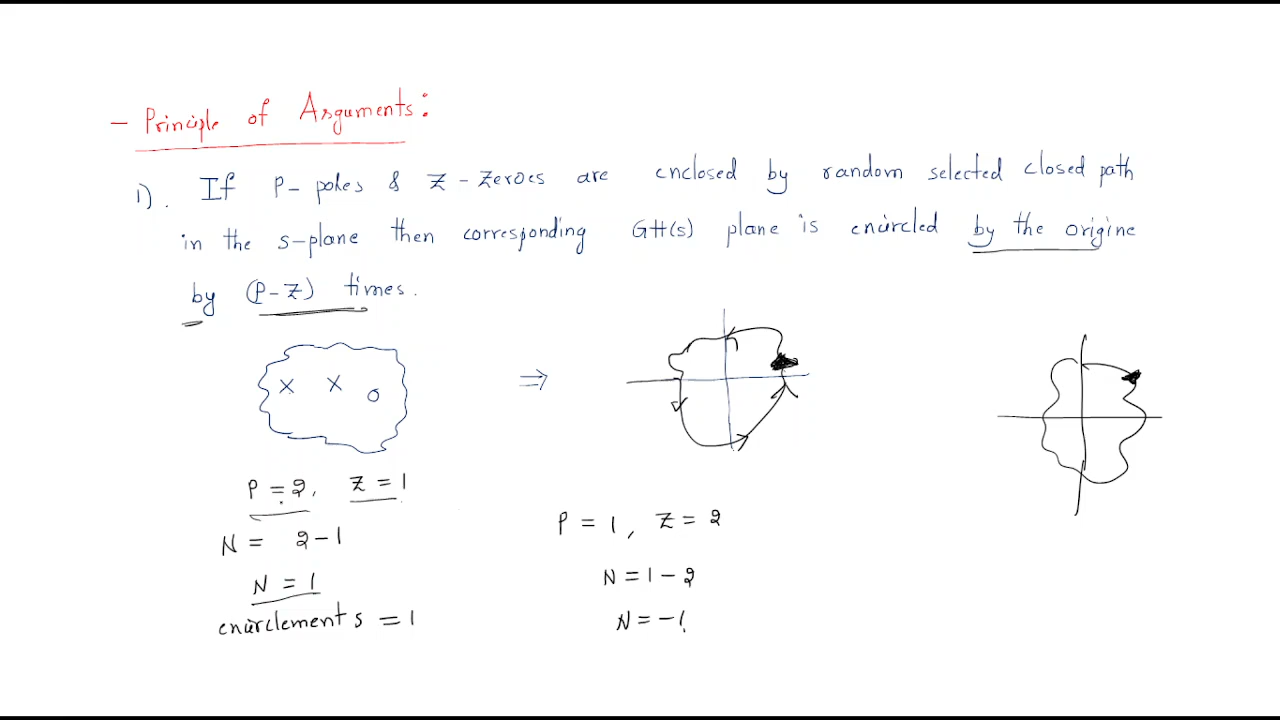 - Principle of Arguments:
1). If P- poles & Z-Zeroes are enclosed by random selected closed path
in the s-plane then corresponding GH(s) plane is encircled by the origine
by (P-Z) times.
x x o
⇒
P = 2, Z = 1
N = 2-1
N = 1
encirclements = 1
P = 1, Z = 2
N = 1 - 2
N = -1